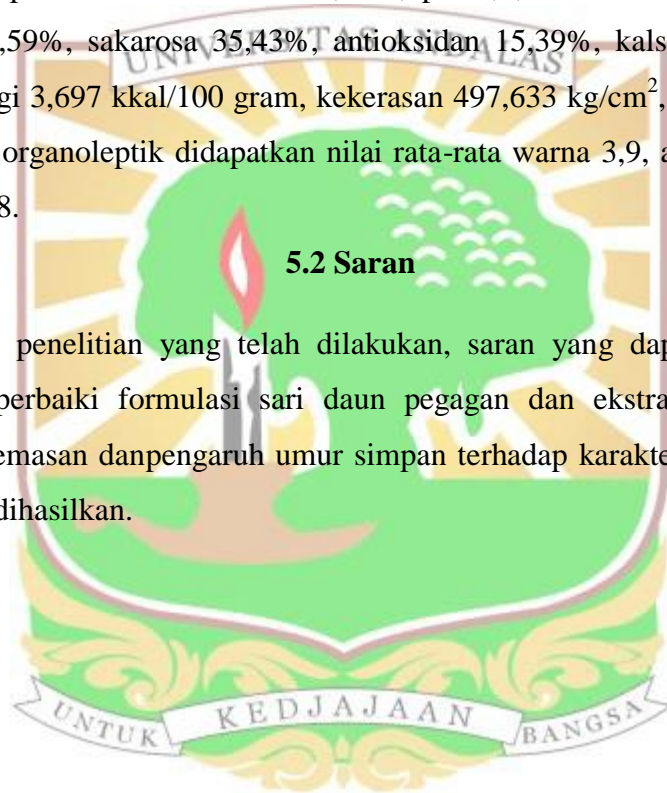 ,59%, sakarosa 35,43%, antioksidan 15,39%, kals
UNIVERSITAS ANDALAS
gi 3,697 kkal/100 gram, kekerasan 497,633 kg/cm²,
organoleptik didapatkan nilai rata-rata warna 3,9, a
8.
5.2 Saran
penelitian yang telah dilakukan, saran yang dap
perbaiki formulasi sari daun pegagan dan ekstra
emasan danpengaruh umur simpan terhadap karakte
dihasilkan.
UNTUK KEDJAJAAN BANGSA